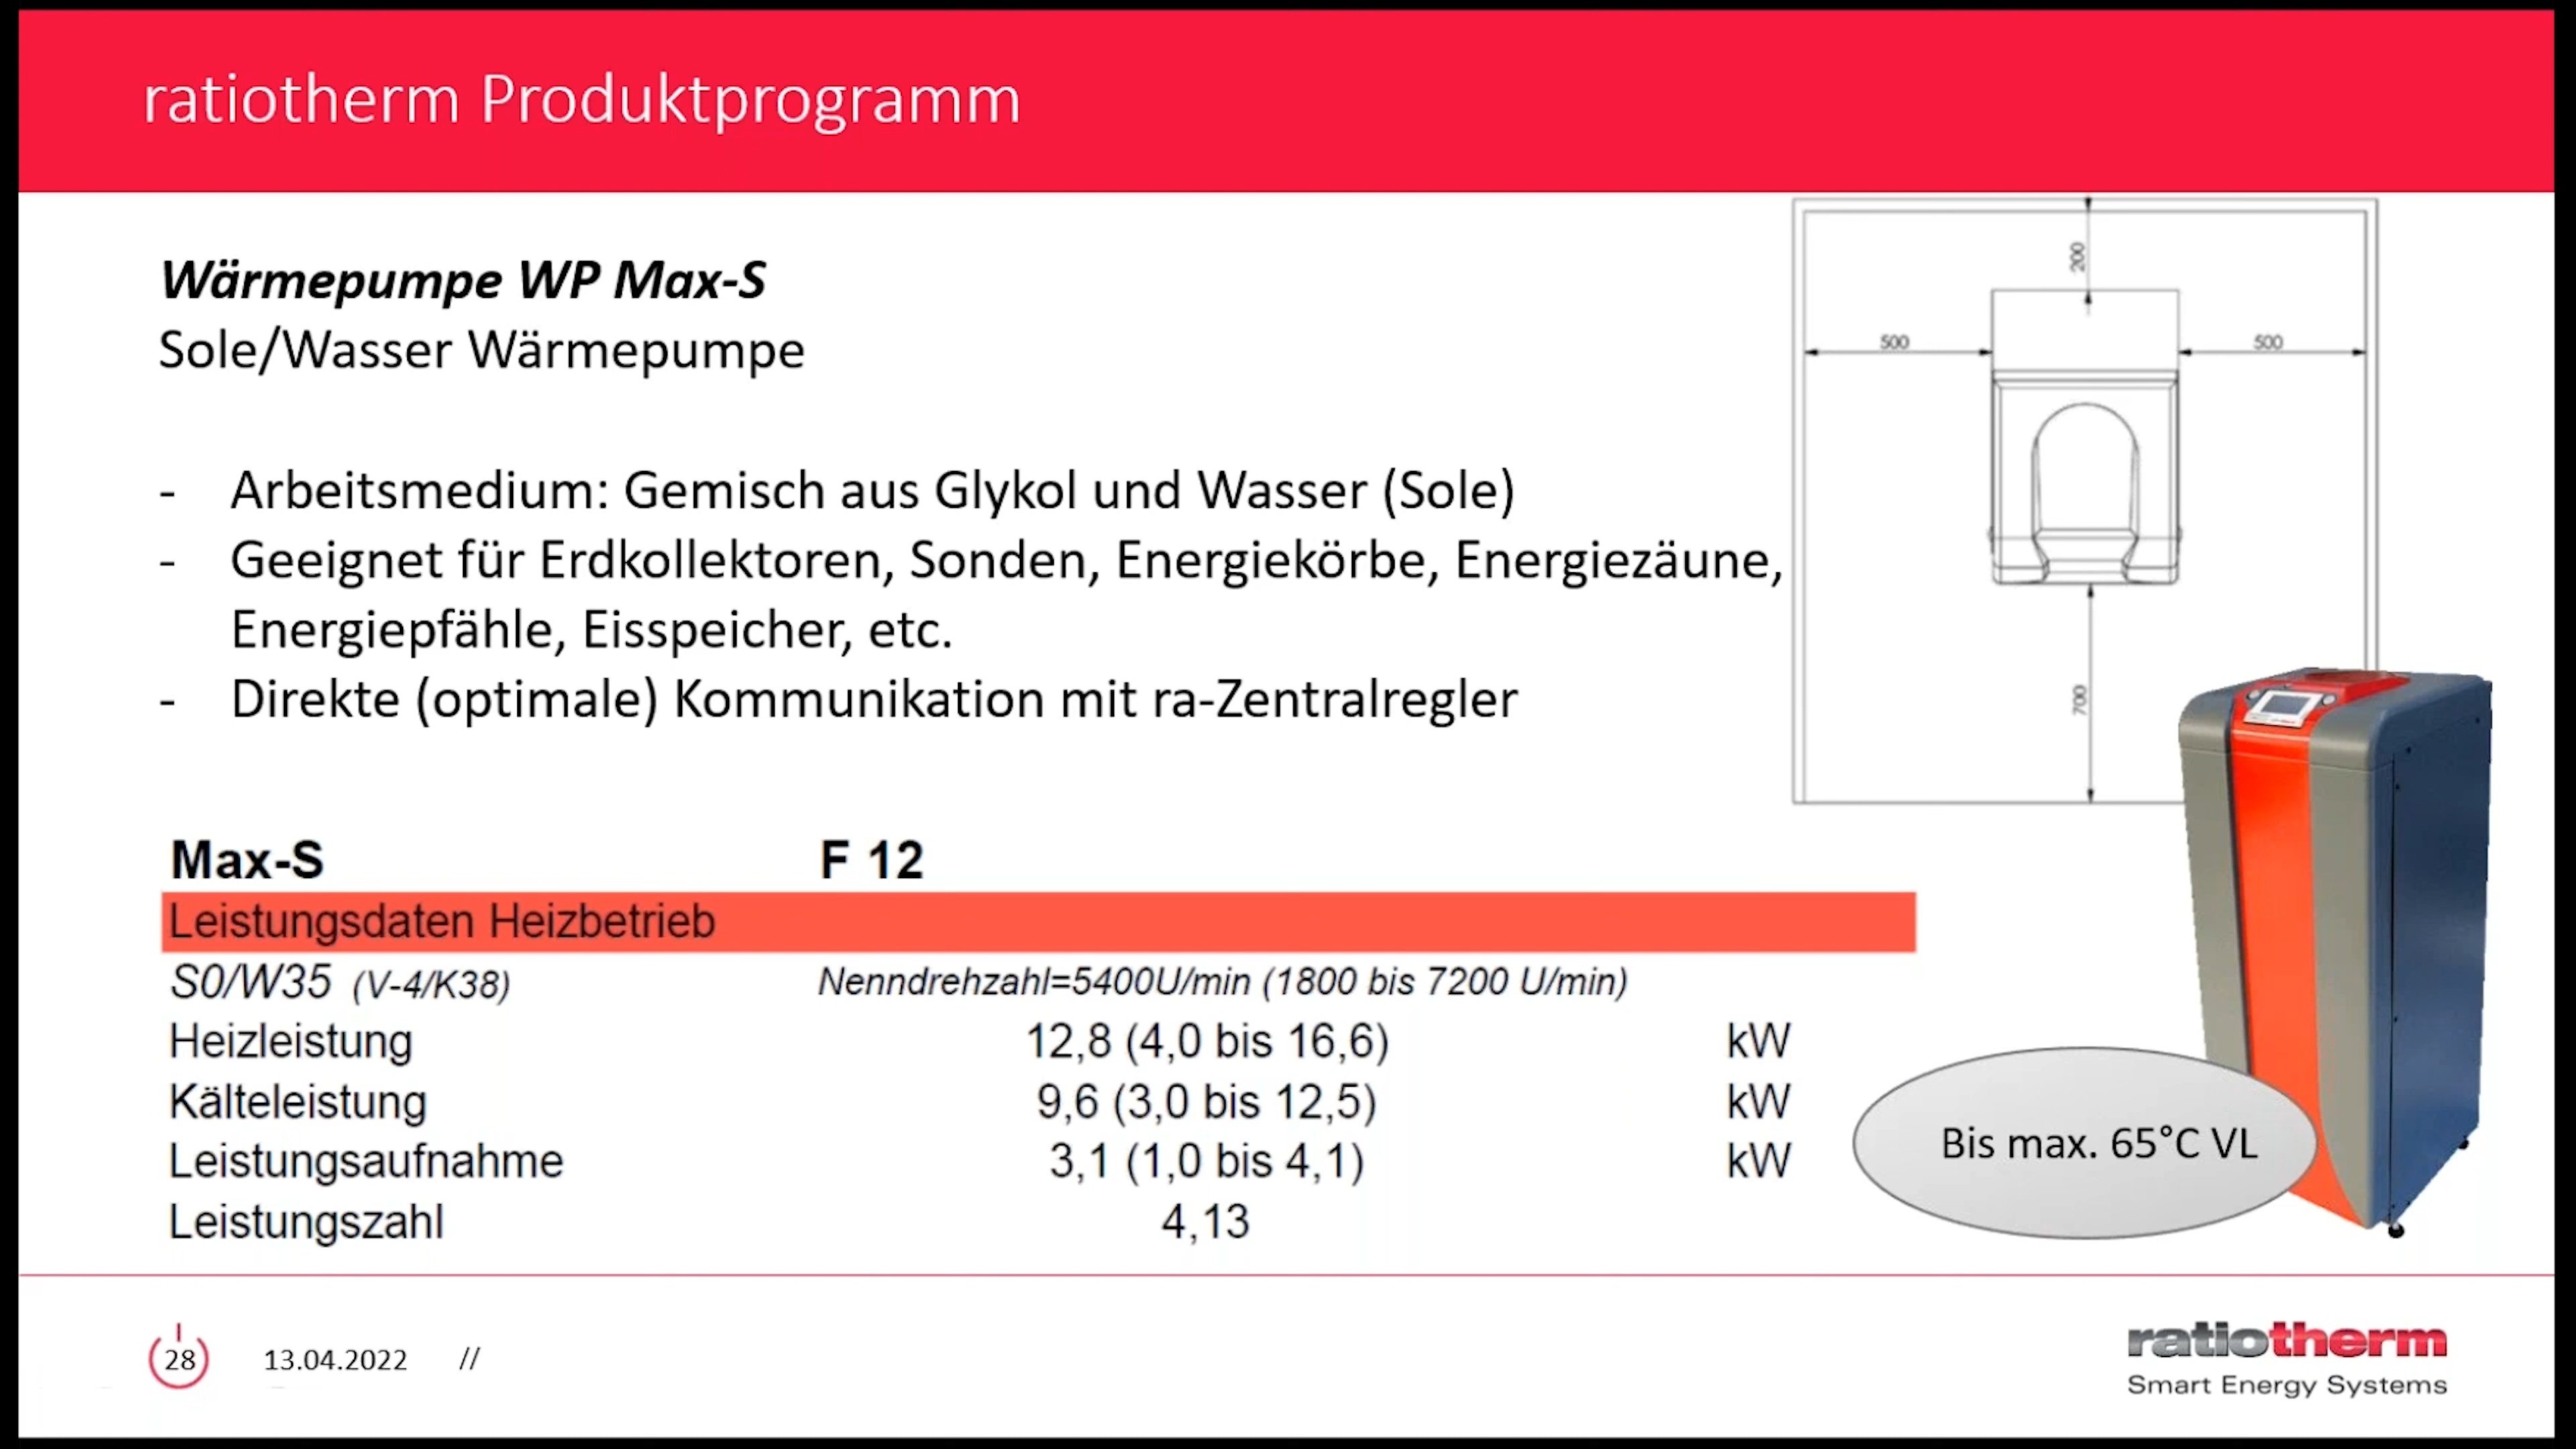 ratiotherm Produktprogramm
Wärmepumpe WP Max-S
Sole/Wasser Wärmepumpe
- Arbeitsmedium: Gemisch aus Glykol und Wasser (Sole)
- Geeignet für Erdkollektoren, Sonden, Energiekörbe, Energiezäune,
Energiepfähle, Eisspeicher, etc.
- Direkte (optimale) Kommunikation mit ra-Zentralregler
200
500
500
700
Max-S F 12
Leistungsdaten Heizbetrieb
S0/W35 (V-4/K38) Nenndrehzahl=5400U/min (1800 bis 7200 U/min)
Heizleistung 12,8 (4,0 bis 16,6) kW
Kälteleistung 9,6 (3,0 bis 12,5) kW
Leistungsaufnahme 3,1 (1,0 bis 4,1) kW
Leistungszahl 4,13
Bis max. 65°C VL
28 13.04.2022 //
ratiotherm
Smart Energy Systems